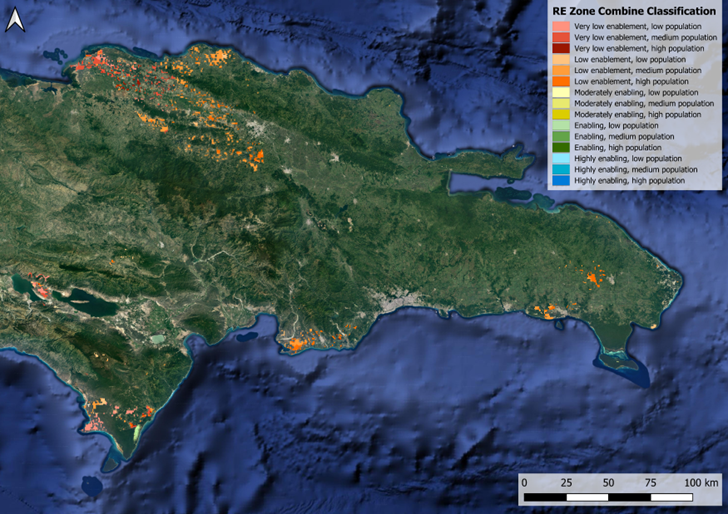 RE Zone Combine Classification
Very low enablement, low population
Very low enablement, medium population
Very low enablement, high population
Low enablement, low population
Low enablement, medium population
Low enablement, high population
Moderately enabling, low population
Moderately enabling, medium population
Moderately enabling, high population
Enabling, low population
Enabling, medium population
Enabling, high population
Highly enabling, low population
Highly enabling, medium population
Highly enabling, high population
0 25 50 75 100 km